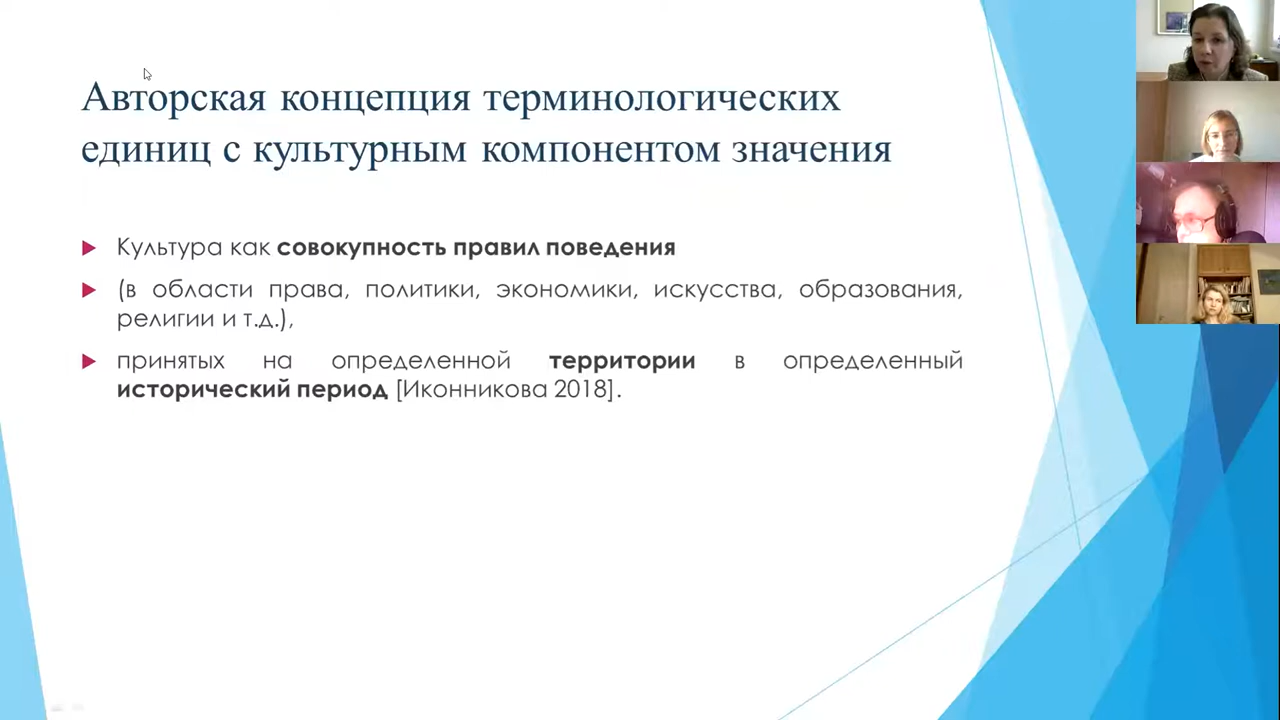 Авторская концепция терминологических
единиц с культурным компонентом значения
Культура как совокупность правил поведения
(в области права, политики, экономики, искусства, образования,
религии и т.д.),
принятых на определенной территории в определенный
исторический период [Иконникова 2018].